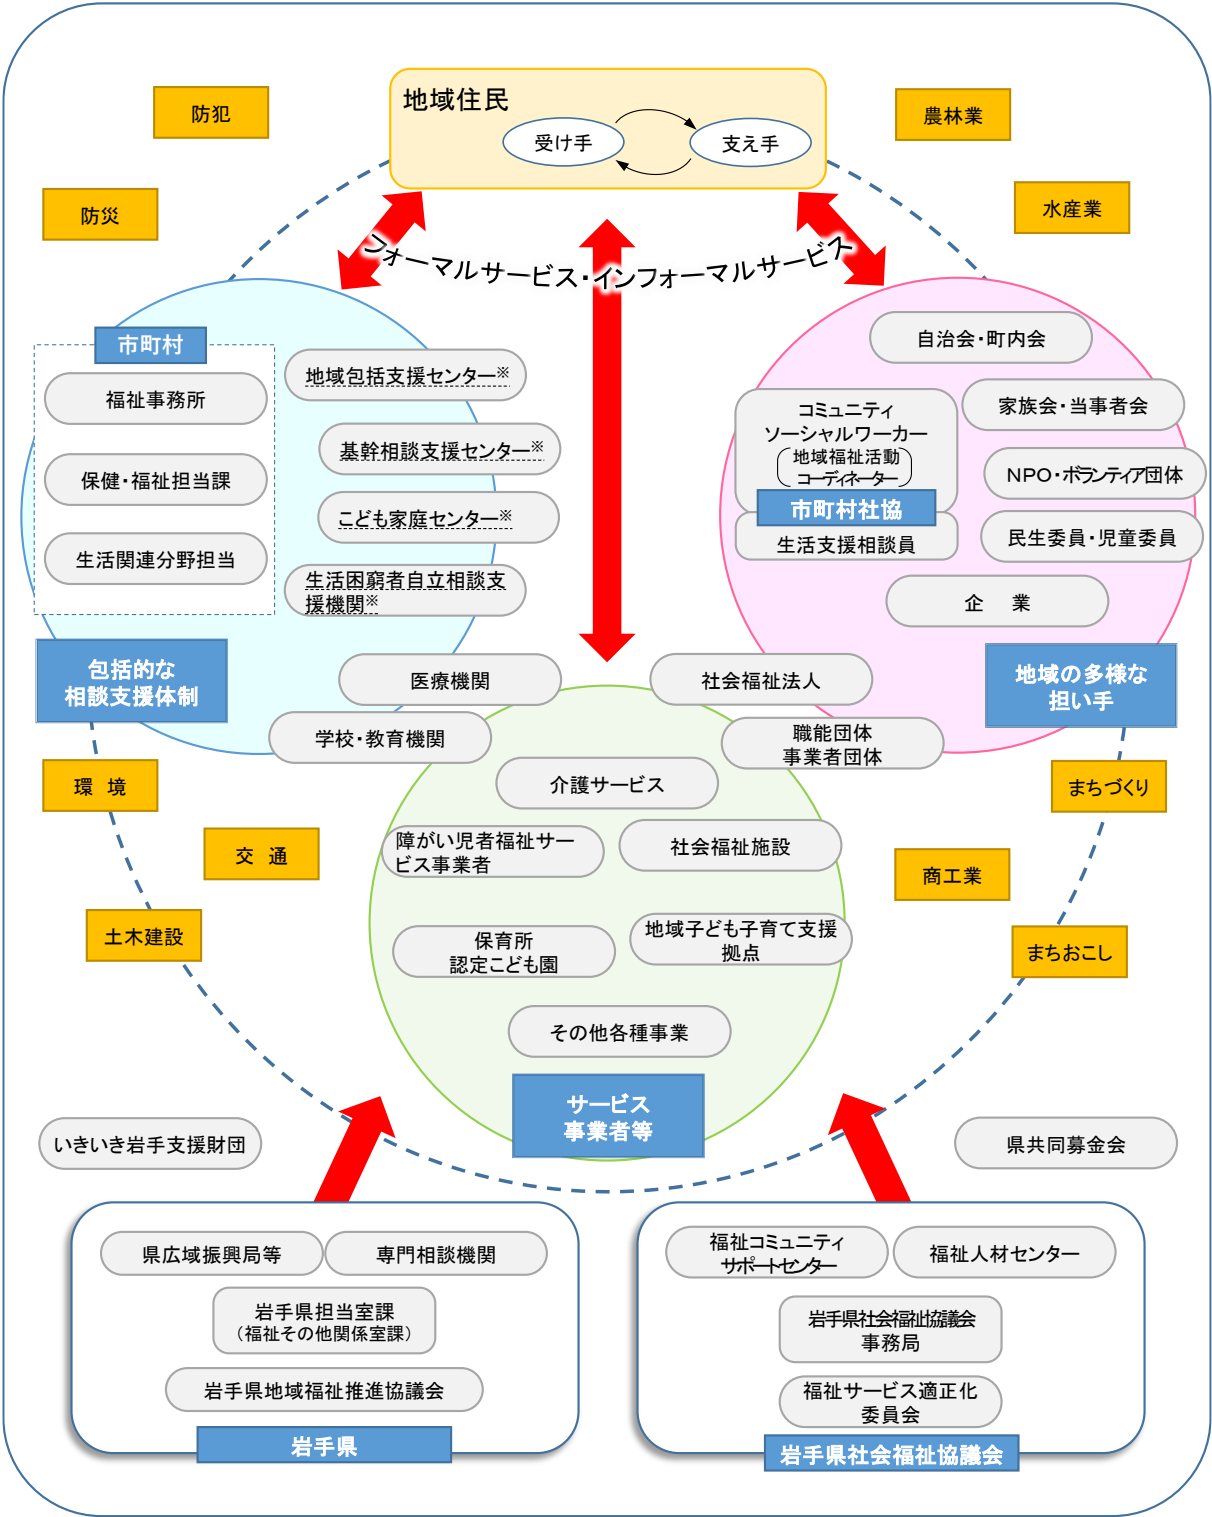 地域住民
受け手
支え手
防犯
農林業
防災
水産業
フォーマルサービス・インフォーマルサービス
市町村
福祉事務所
保健・福祉担当課
生活関連分野担当
地域包括支援センター※
基幹相談支援センター※
こども家庭センター※
生活困窮者自立相談支
援機関※
包括的な
相談支援体制
自治会・町内会
家族会・当事者会
コミュニティ
ソーシャルワーカー
(地域福祉活動
コーディネーター)
市町村社協
生活支援相談員
NPO・ボランティア団体
民生委員・児童委員
企 業
地域の多様な
担い手
医療機関
学校・教育機関
社会福祉法人
職能団体
事業者団体
環 境
交 通
土木建設
まちづくり
商工業
まちおこし
介護サービス
障がい児者福祉サー
ビス事業者
社会福祉施設
保育所
認定こども園
地域子ども子育て支援
拠点
その他各種事業
サービス
事業者等
いきいき岩手支援財団
県共同募金会
県広域振興局等
専門相談機関
岩手県担当室課
(福祉その他関係室課)
岩手県地域福祉推進協議会
岩手県
福祉コミュニティ
サポートセンター
福祉人材センター
岩手県社会福祉協議会
事務局
福祉サービス適正化
委員会
岩手県社会福祉協議会